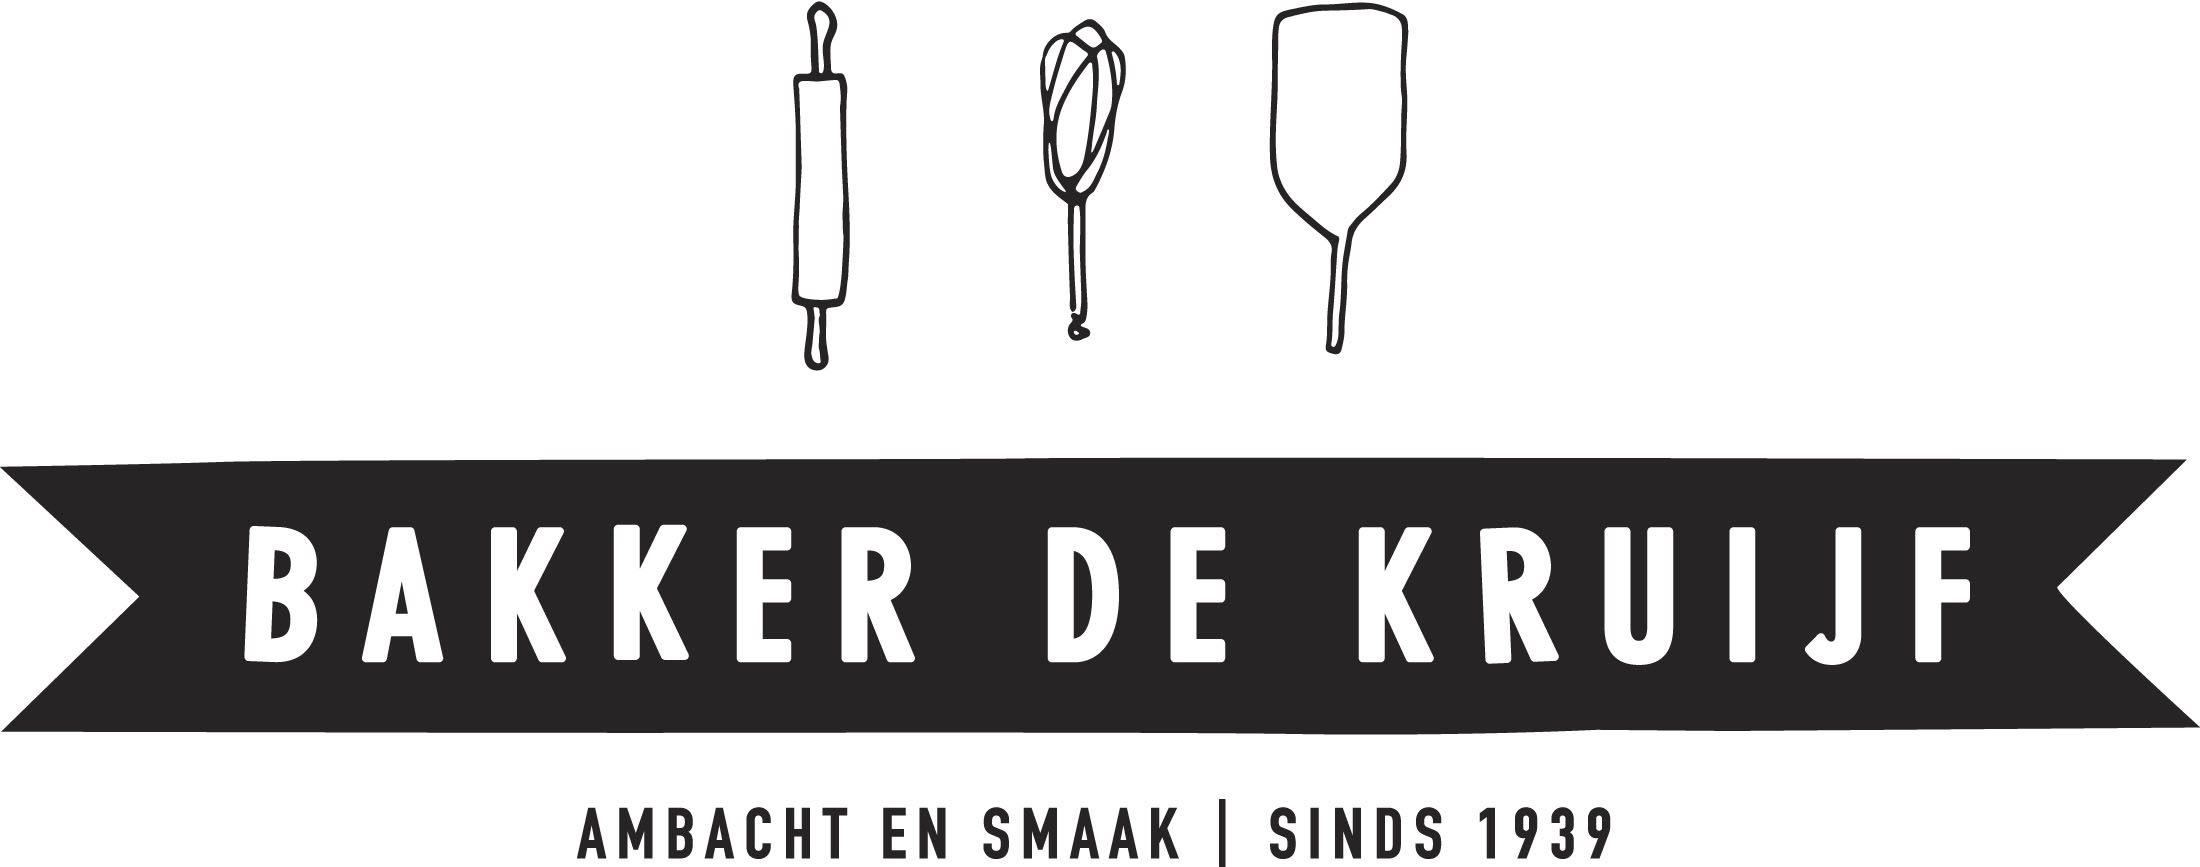 BAKKER DE KRUIJF
AMBACHT EN SMAAK | SINDS 1939